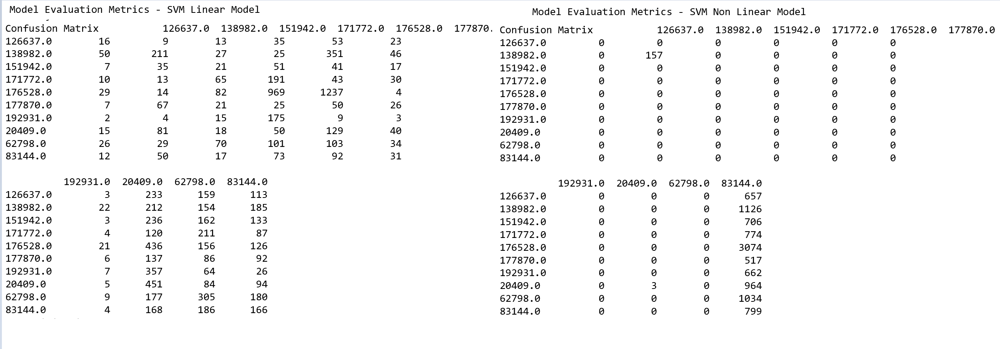 Model Evaluation Metrics - SVM Linear Model
Confusion Matrix 126637.0 138982.0 151942.0 171772.0 176528.0 177870.
126637.0 16 9 13 35 53 23
138982.0 50 211 27 25 351 46
151942.0 7 35 21 51 41 17
171772.0 10 13 65 191 43 30
176528.0 29 14 82 969 1237 4
177870.0 7 67 21 25 50 26
192931.0 2 4 15 175 9 3
20409.0 15 81 18 50 129 40
62798.0 26 29 70 101 103 34
83144.0 12 50 17 73 92 31
192931.0 20409.0 62798.0 83144.0
126637.0 3 233 159 113
138982.0 22 212 154 185
151942.0 3 236 162 133
171772.0 4 120 211 87
176528.0 21 436 156 126
177870.0 6 137 86 92
192931.0 7 357 64 26
20409.0 5 451 84 94
62798.0 9 177 305 180
83144.0 4 168 186 166
Model Evaluation Metrics - SVM Non Linear Model
Confusion Matrix 126637.0 138982.0 151942.0 171772.0 176528.0 177870.0
126637.0 0 0 0 0 0 0
138982.0 0 157 0 0 0 0
151942.0 0 0 0 0 0 0
171772.0 0 0 0 0 0 0
176528.0 0 0 0 0 0 0
177870.0 0 0 0 0 0 0
192931.0 0 0 0 0 0 0
20409.0 0 0 0 0 0 0
62798.0 0 0 0 0 0 0
83144.0 0 0 0 0 0 0
192931.0 20409.0 62798.0 83144.0
126637.0 0 0 0 657
138982.0 0 0 0 1126
151942.0 0 0 0 706
171772.0 0 0 0 774
176528.0 0 0 0 3074
177870.0 0 0 0 517
192931.0 0 0 0 662
20409.0 0 3 0 964
62798.0 0 0 0 1034
83144.0 0 0 0 799